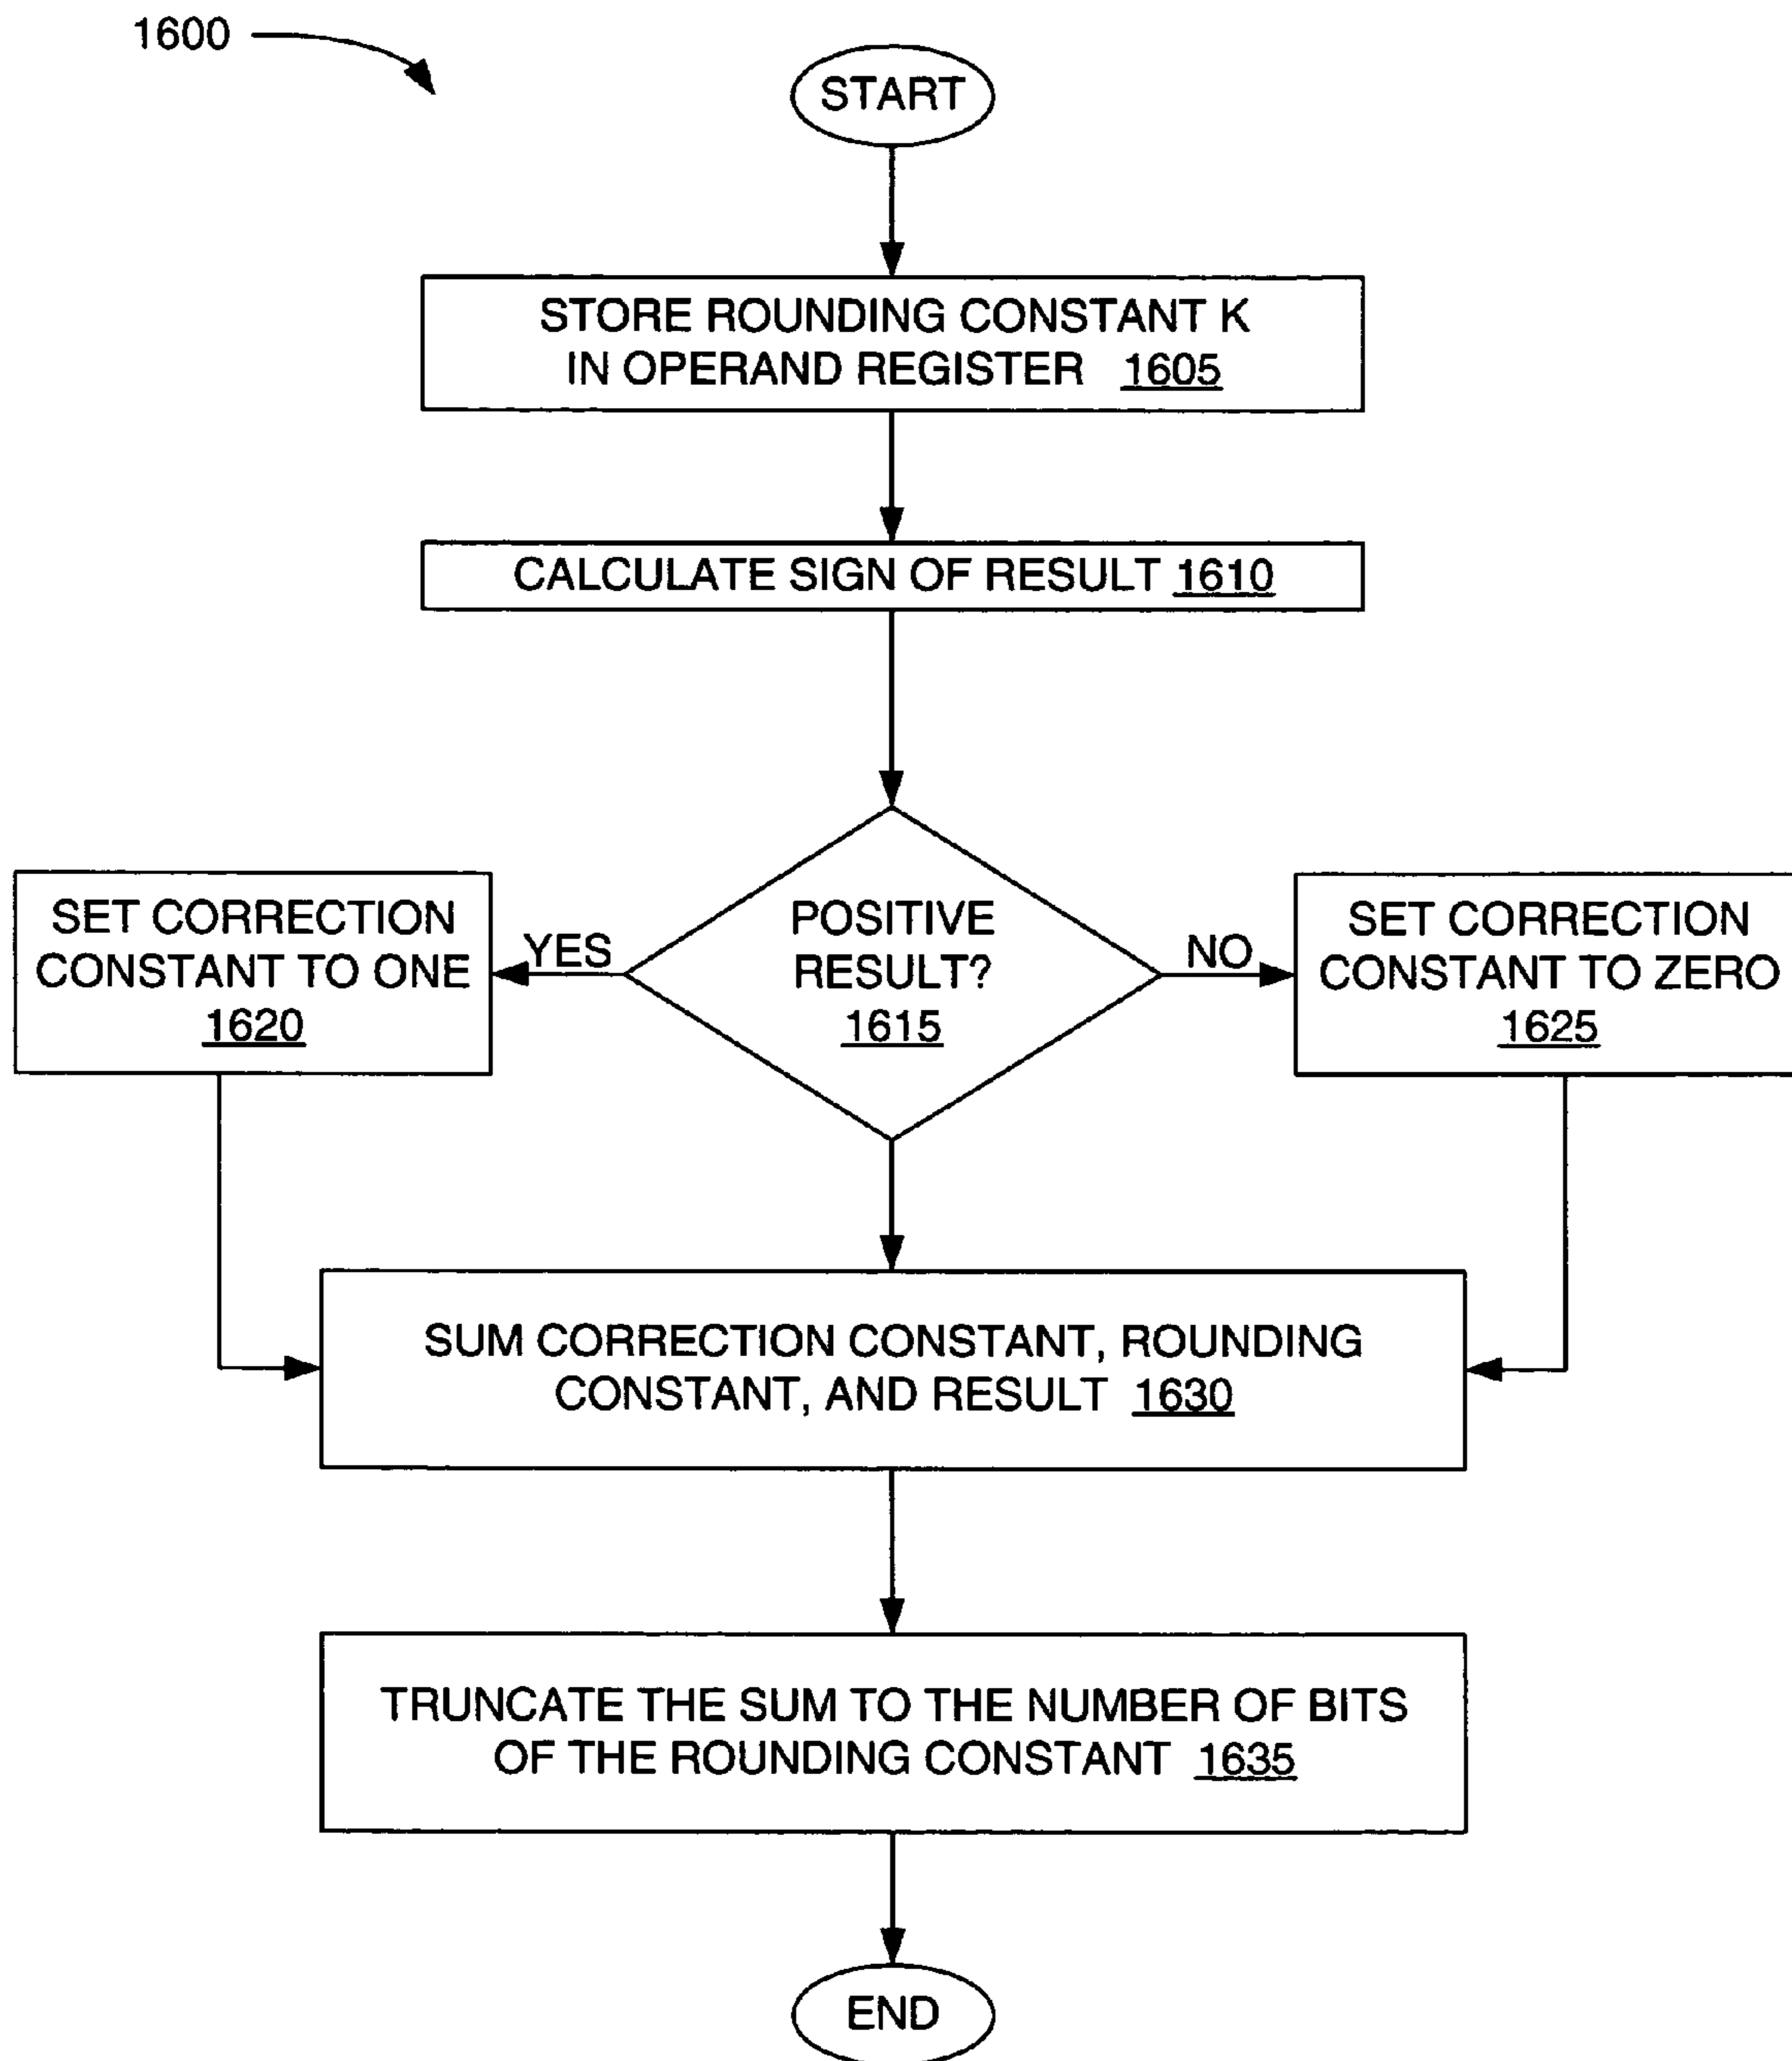 1600
START
STORE ROUNDING CONSTANT K
IN OPERAND REGISTER 1605
CALCULATE SIGN OF RESULT 1610
POSITIVE
RESULT?
1615
YES
SET CORRECTION
CONSTANT TO ONE
1620
NO
SET CORRECTION
CONSTANT TO ZERO
1625
SUM CORRECTION CONSTANT, ROUNDING
CONSTANT, AND RESULT 1630
TRUNCATE THE SUM TO THE NUMBER OF BITS
OF THE ROUNDING CONSTANT 1635
END